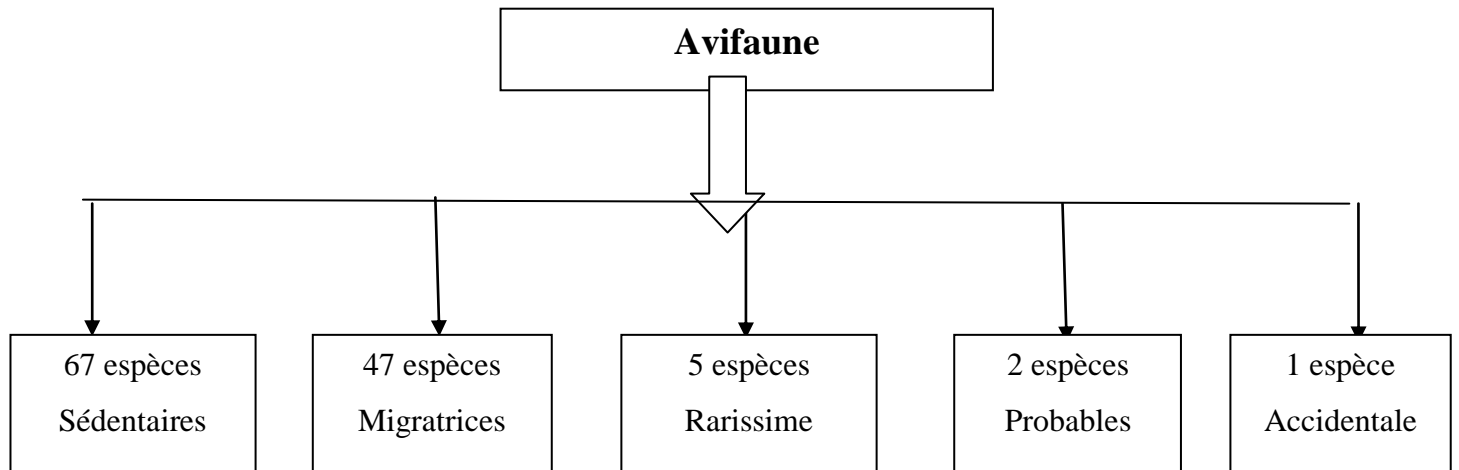 Avifaune
67 espèces
Sédentaires
47 espèces
Migratrices
5 espèces
Rarissime
2 espèces
Probables
1 espèce
Accidentale